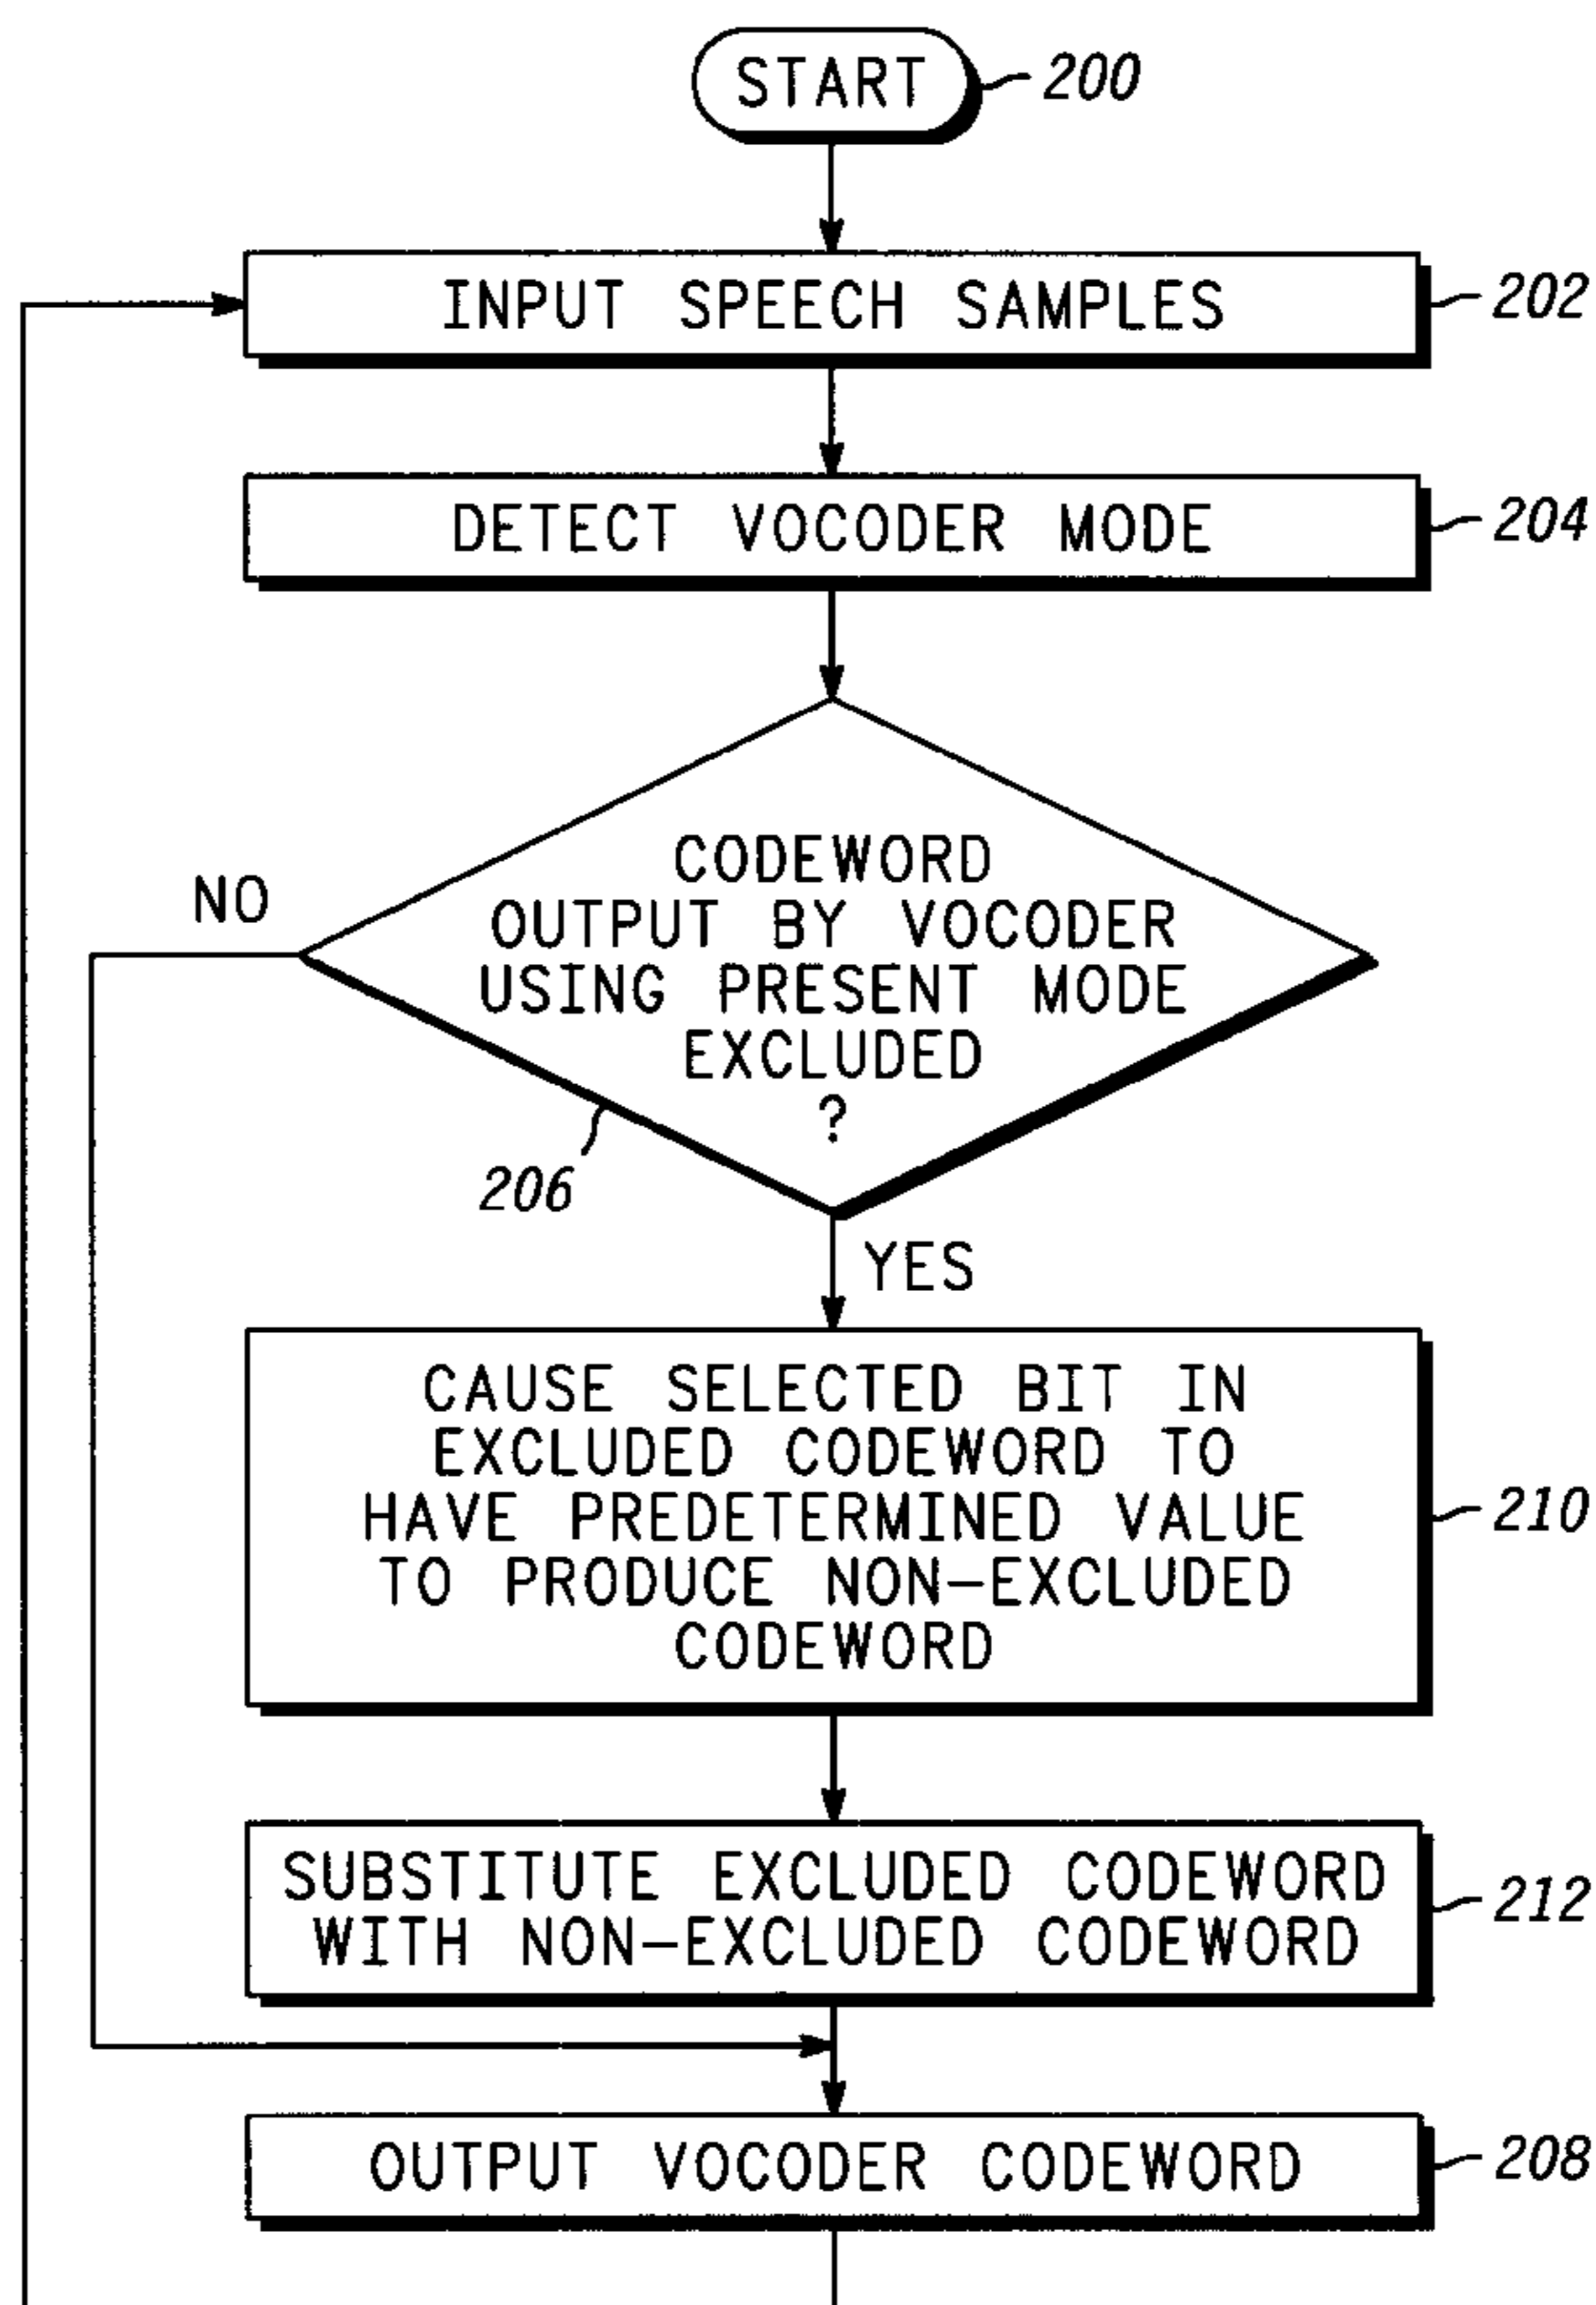 START
200
INPUT SPEECH SAMPLES
202
DETECT VOCODER MODE
204
CODEWORD
OUTPUT BY VOCODER
USING PRESENT MODE
EXCLUDED
?
NO
206
YES
CAUSE SELECTED BIT IN
EXCLUDED CODEWORD TO
HAVE PREDETERMINED VALUE
TO PRODUCE NON-EXCLUDED
CODEWORD
210
SUBSTITUTE EXCLUDED CODEWORD
WITH NON-EXCLUDED CODEWORD
212
OUTPUT VOCODER CODEWORD
208